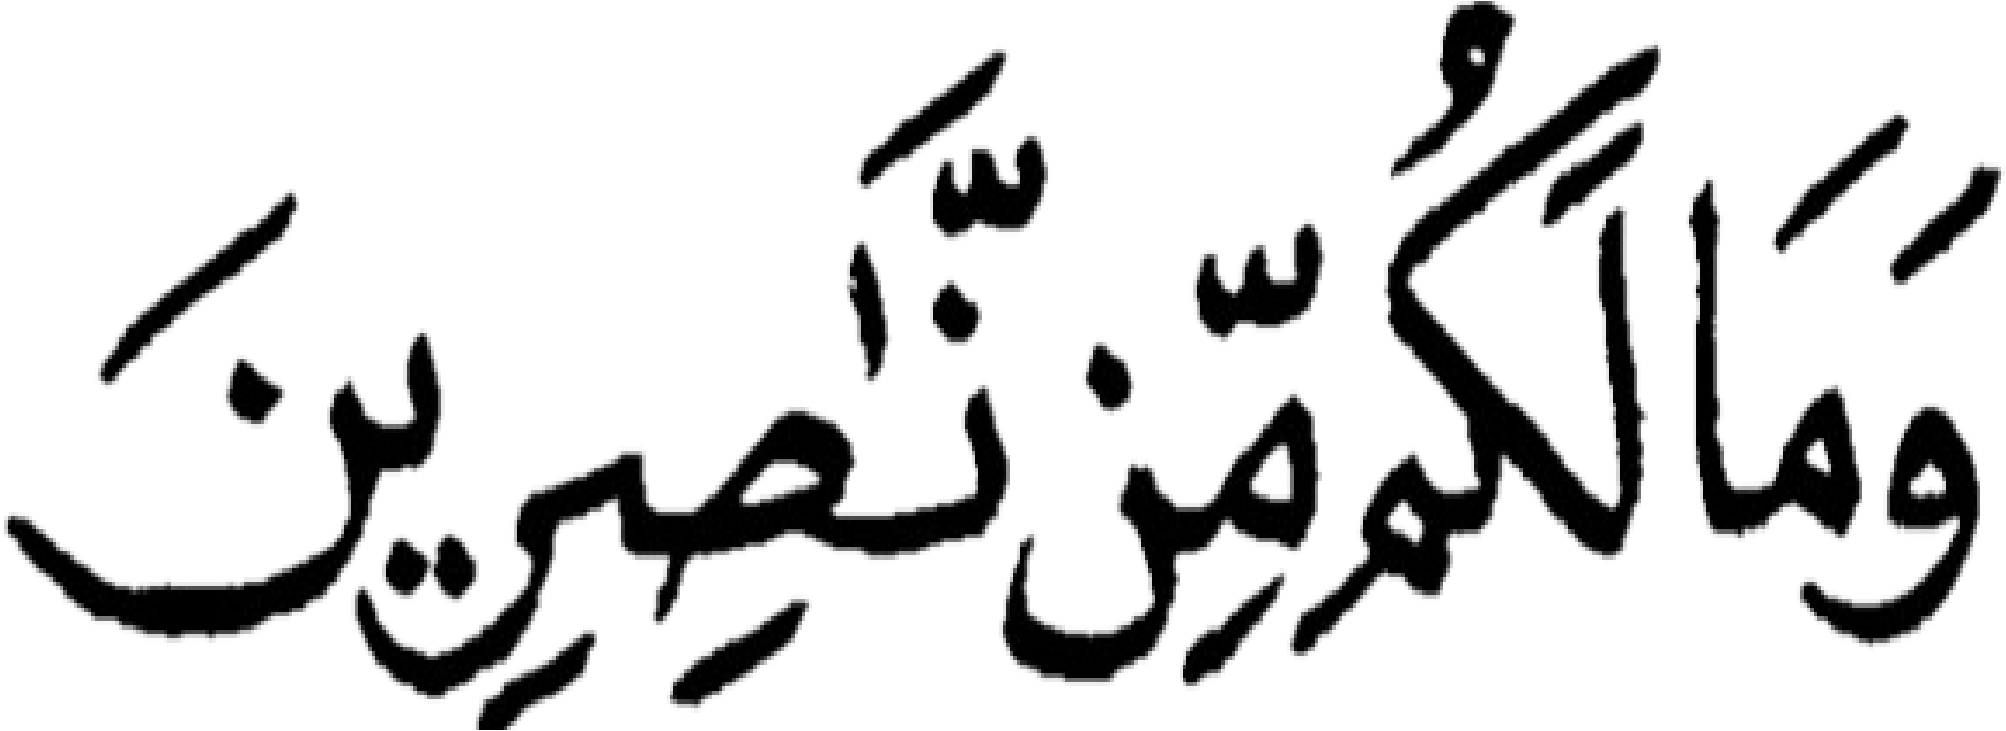 وَمَا لَكُم مِّن نَّٰصِرِينَ